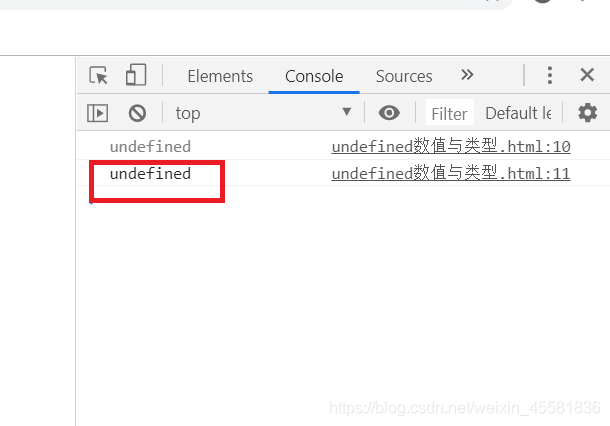 Elements Console Sources
top Filter Default le
undefined undefined数值与类型.html:10
undefined undefined数值与类型.html:11
https://blog.csdn.net/weixin_45581836